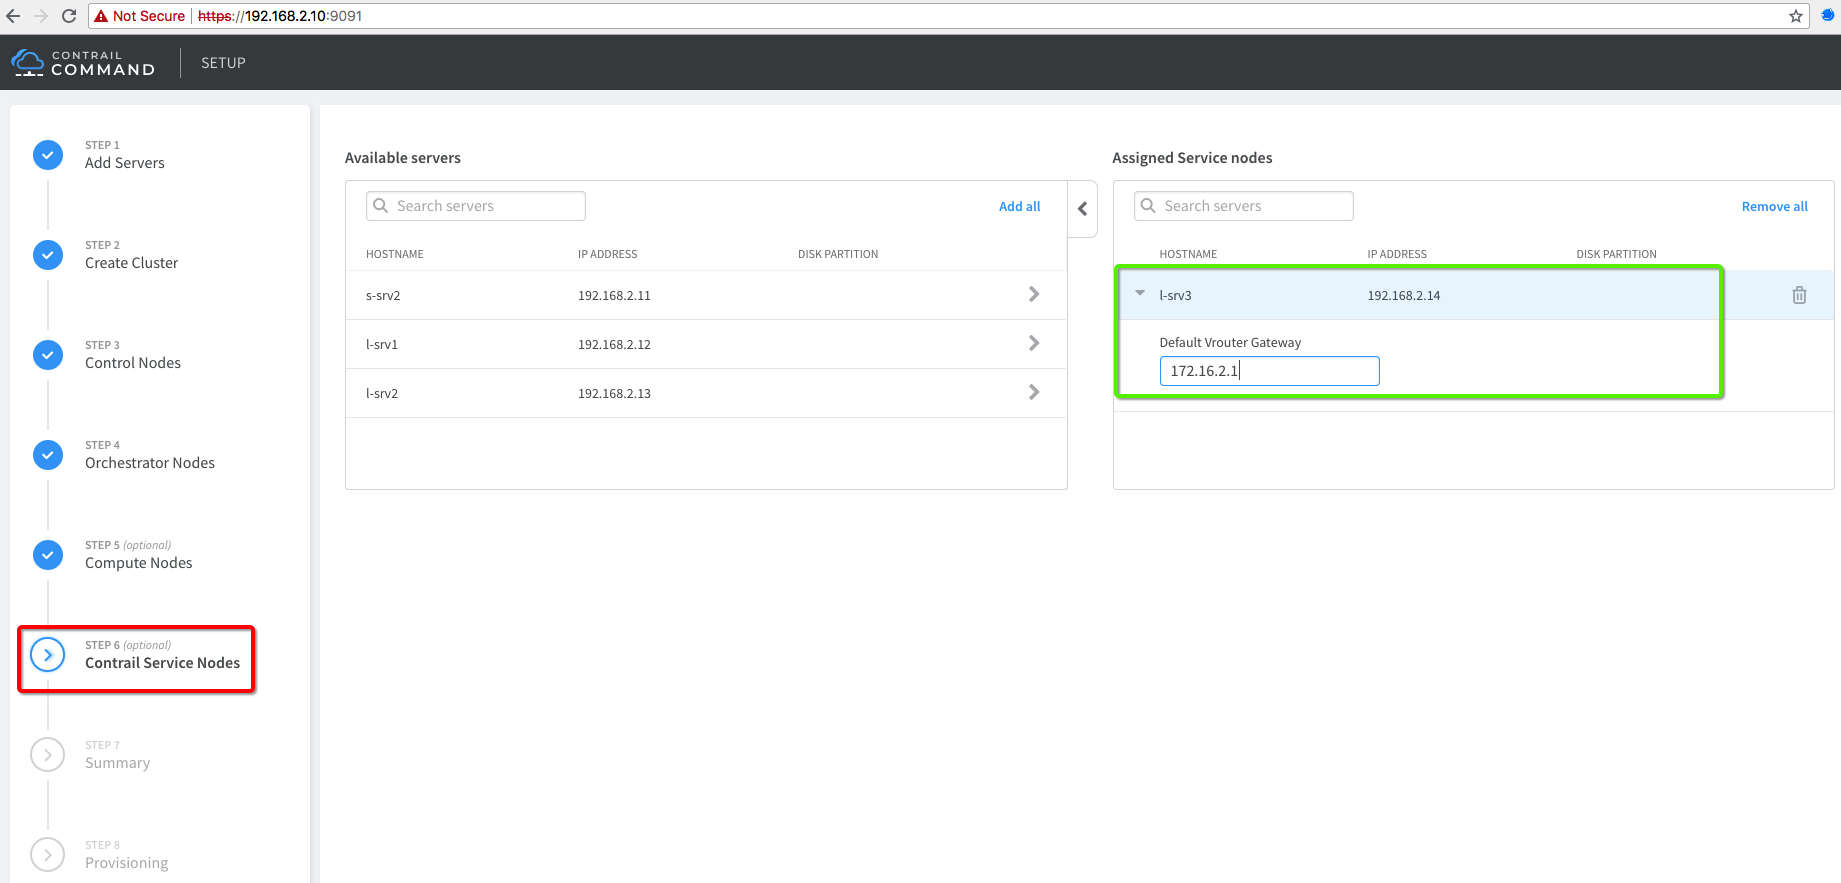 Not Secure https://192.168.2.10:9091
CONTRAIL
COMMAND
SETUP
STEP 1
Add Servers
STEP 2
Create Cluster
STEP 3
Control Nodes
STEP 4
Orchestrator Nodes
STEP 5 (optional)
Compute Nodes
STEP 6 (optional)
Contrail Service Nodes
STEP 7
Summary
STEP 8
Provisioning
Available servers
Search servers Add all
HOSTNAME IP ADDRESS DISK PARTITION
s-srv2 192.168.2.11
l-srv1 192.168.2.12
l-srv2 192.168.2.13
Assigned Service nodes
Search servers Remove all
HOSTNAME IP ADDRESS DISK PARTITION
l-srv3 192.168.2.14
Default Vrouter Gateway
172.16.2.1